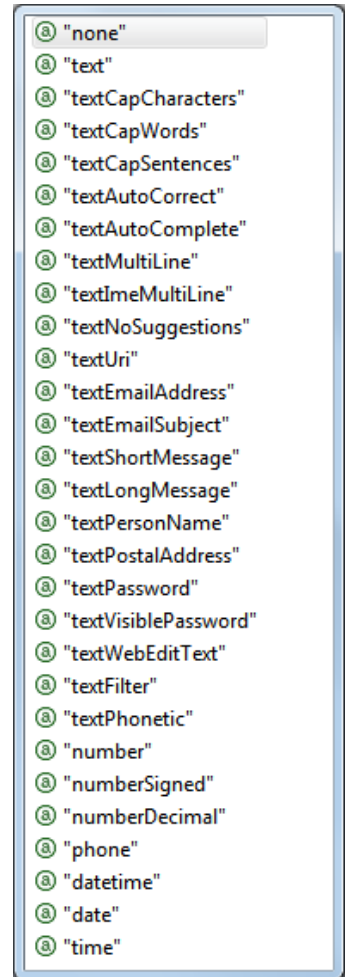 "none"
"text"
"textCapCharacters"
"textCapWords"
"textCapSentences"
"textAutoCorrect"
"textAutoComplete"
"textMultiLine"
"textImeMultiLine"
"textNoSuggestions"
"textUri"
"textEmailAddress"
"textEmailSubject"
"textShortMessage"
"textLongMessage"
"textPersonName"
"textPostalAddress"
"textPassword"
"textVisiblePassword"
"textWebEditText"
"textFilter"
"textPhonetic"
"number"
"numberSigned"
"numberDecimal"
"phone"
"datetime"
"date"
"time"